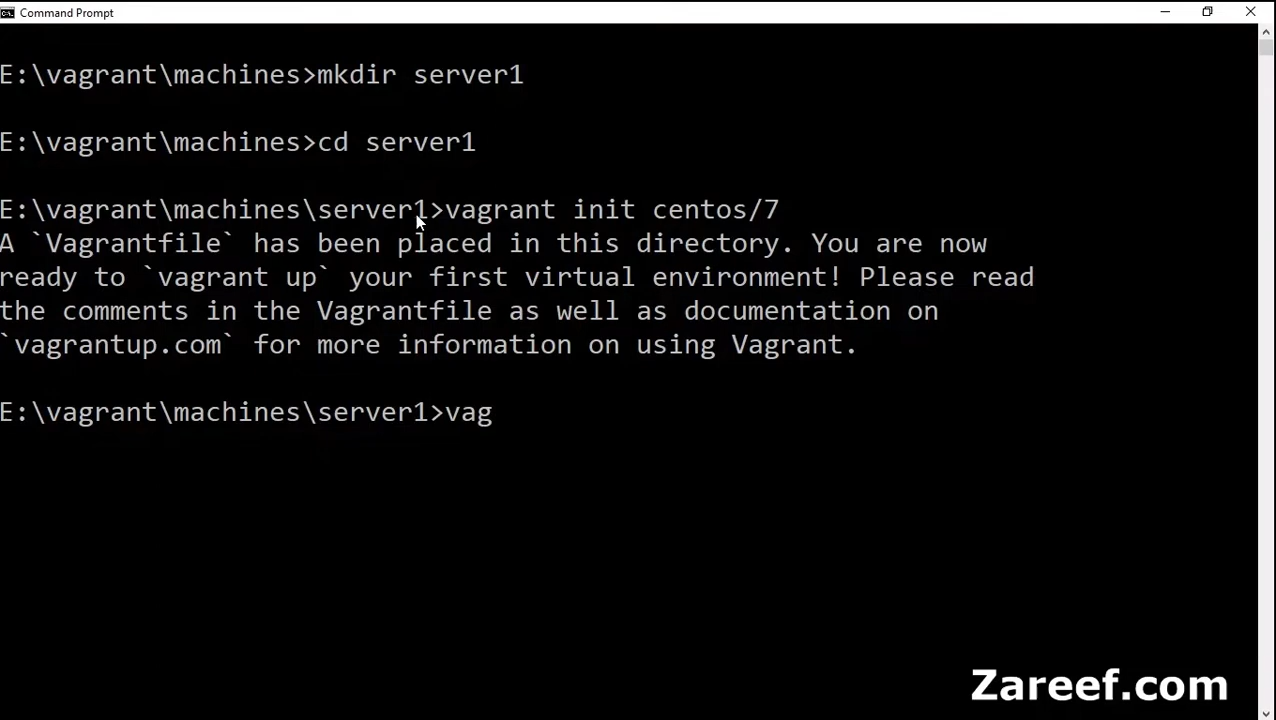 Command Prompt
E:\vagrant\machines>mkdir server1
E:\vagrant\machines>cd server1
E:\vagrant\machines\server1>vagrant init centos/7
A `Vagrantfile` has been placed in this directory. You are now
ready to `vagrant up` your first virtual environment! Please read
the comments in the Vagrantfile as well as documentation on
`vagrantup.com` for more information on using Vagrant.
E:\vagrant\machines\server1>vag
Zareef.com